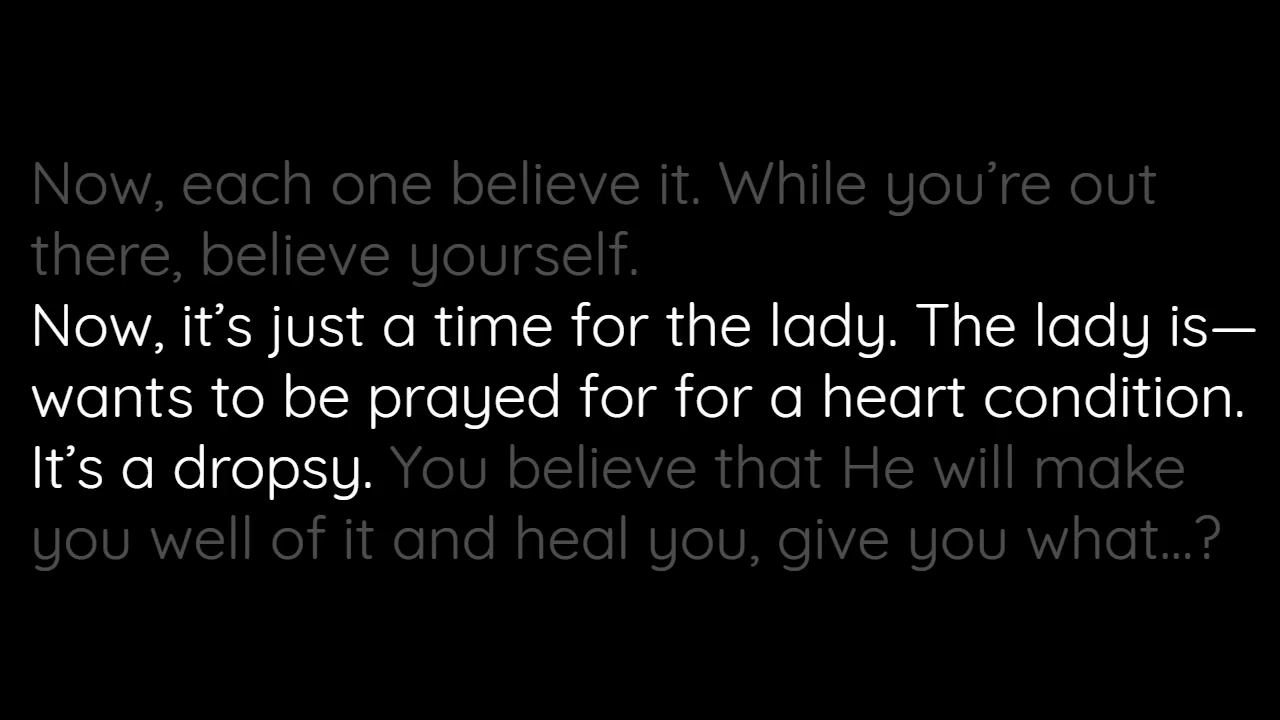 Now, each one believe it. While you’re out
there, believe yourself.
Now, it’s just a time for the lady. The lady is—
wants to be prayed for for a heart condition.
It’s a dropsy. You believe that He will make
you well of it and heal you, give you what...?